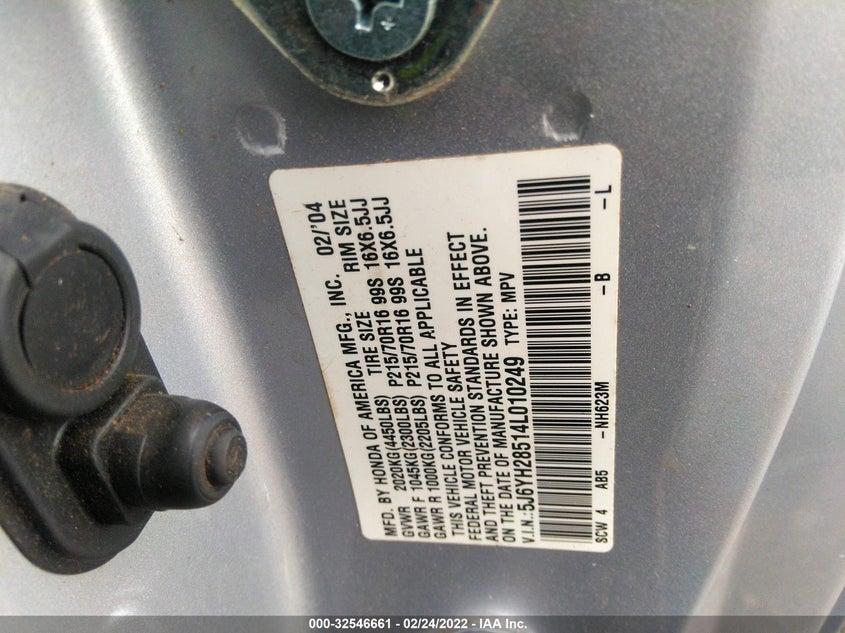 MFD. BY HONDA OF AMERICA MFG., INC. 02/'04
TIRE SIZE RIM SIZE
GVWR 2020KG(4450LBS)
GAWR F 1045KG(2300LBS) P215/70R16 99S 16X6.5JJ
GAWR R 1000KG(2205LBS) P215/70R16 99S 16X6.5JJ
THIS VEHICLE CONFORMS TO ALL APPLICABLE
FEDERAL MOTOR VEHICLE SAFETY
AND THEFT PREVENTION STANDARDS IN EFFECT
ON THE DATE OF MANUFACTURE SHOWN ABOVE.
V.I.N.:5J6YH28514L010249 TYPE: MPV
SCW 4 AB5 -NH623M -B -L
000-32546661 - 02/24/2022 - IAA Inc.